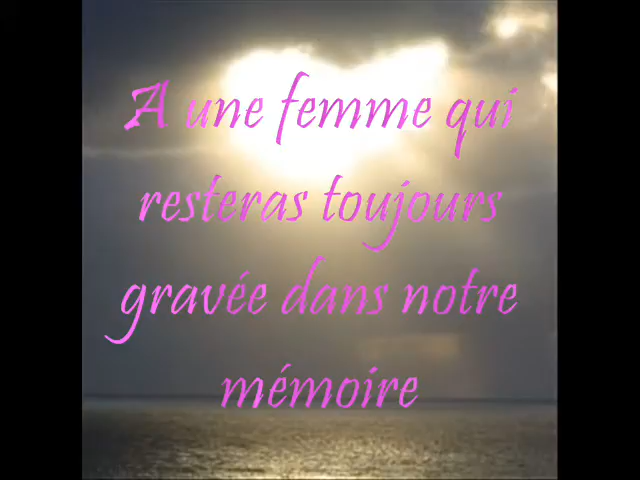 A une femme qui
resteras toujours
gravée dans notre
mémoire